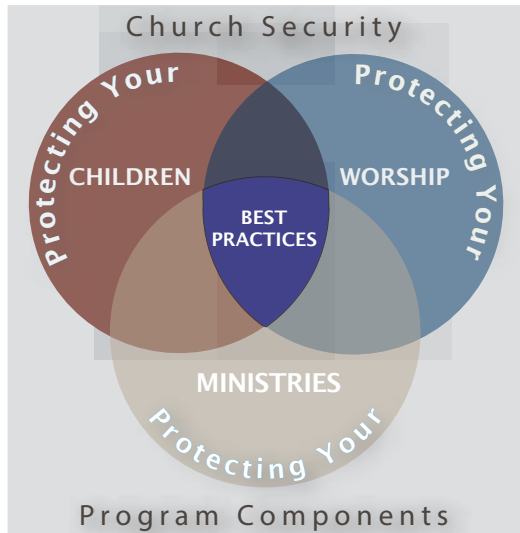 Church Security
Protecting Your
CHILDREN
Protecting Your
WORSHIP
BEST
PRACTICES
MINISTRIES
Protecting Your
Program Components